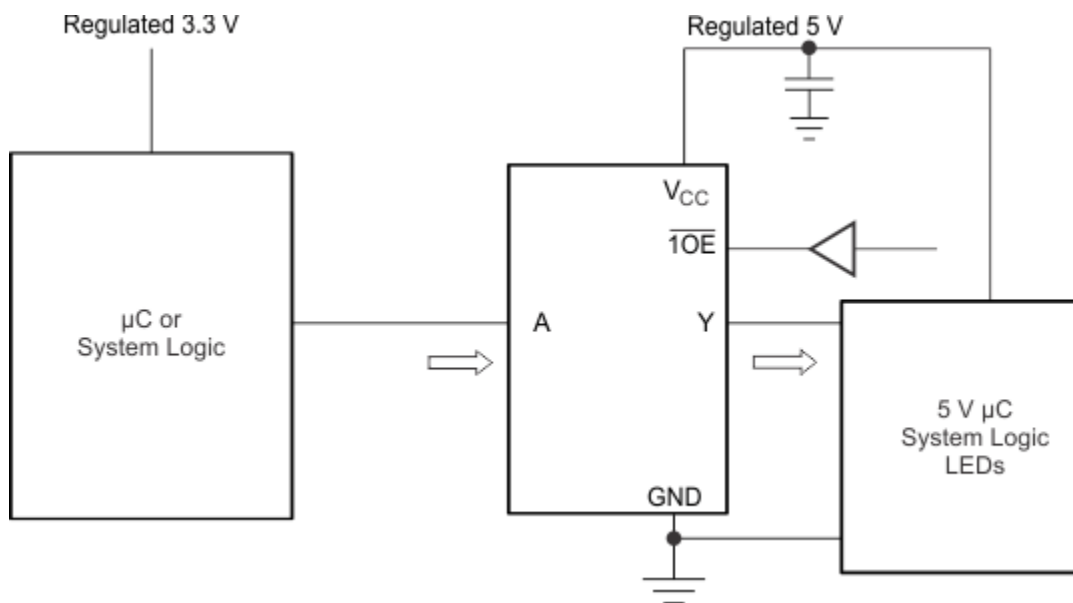 Regulated 3.3 V
Regulated 5 V
VCC
1OE
µC or
System Logic
A
Y
5 V µC
System Logic
LEDs
GND